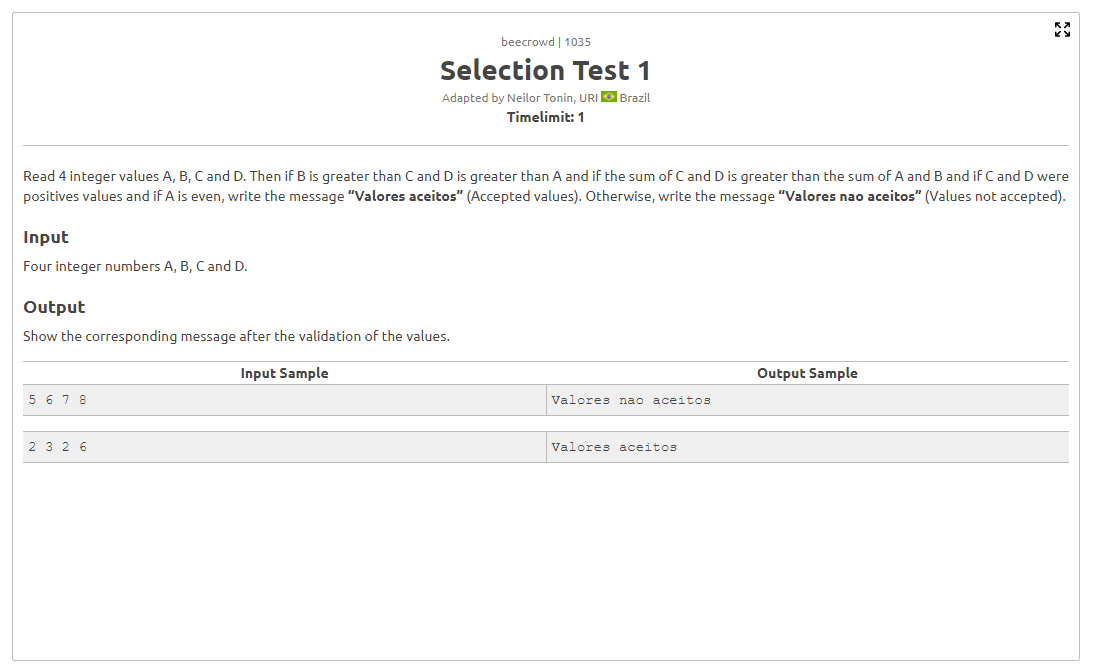 beecrowd | 1035
Selection Test 1
Adapted by Neilor Tonin, URI Brazil
Timelimit: 1
Read 4 integer values A, B, C and D. Then if B is greater than C and D is greater than A and if the sum of C and D is greater than the sum of A and B and if C and D were
positives values and if A is even, write the message “Valores aceitos” (Accepted values). Otherwise, write the message “Valores nao aceitos” (Values not accepted).
Input
Four integer numbers A, B, C and D.
Output
Show the corresponding message after the validation of the values.
Input Sample Output Sample
5 6 7 8 Valores nao aceitos
2 3 2 6 Valores aceitos